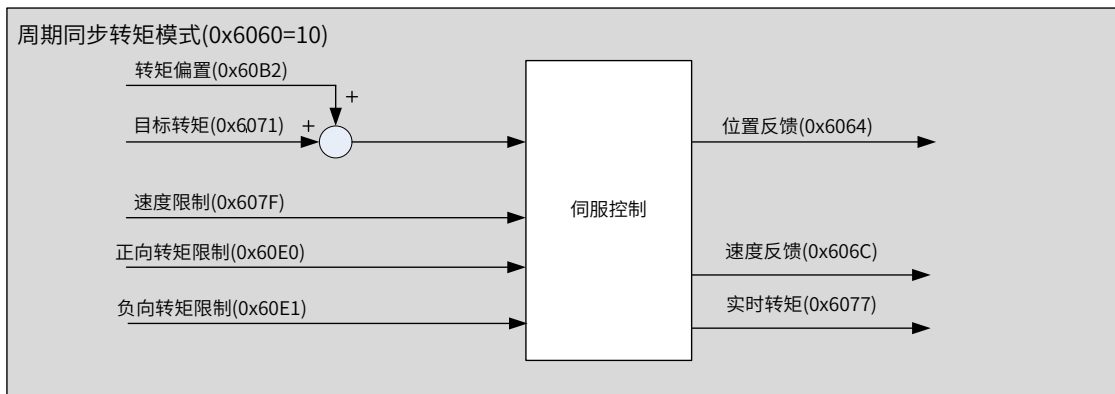 周期同步转矩模式(0x6060=10)
转矩偏置(0x60B2)
+
目标转矩(0x6071)
+
位置反馈(0x6064)
速度限制(0x607F)
伺服控制
正向转矩限制(0x60E0)
速度反馈(0x606C)
负向转矩限制(0x60E1)
实时转矩(0x6077)